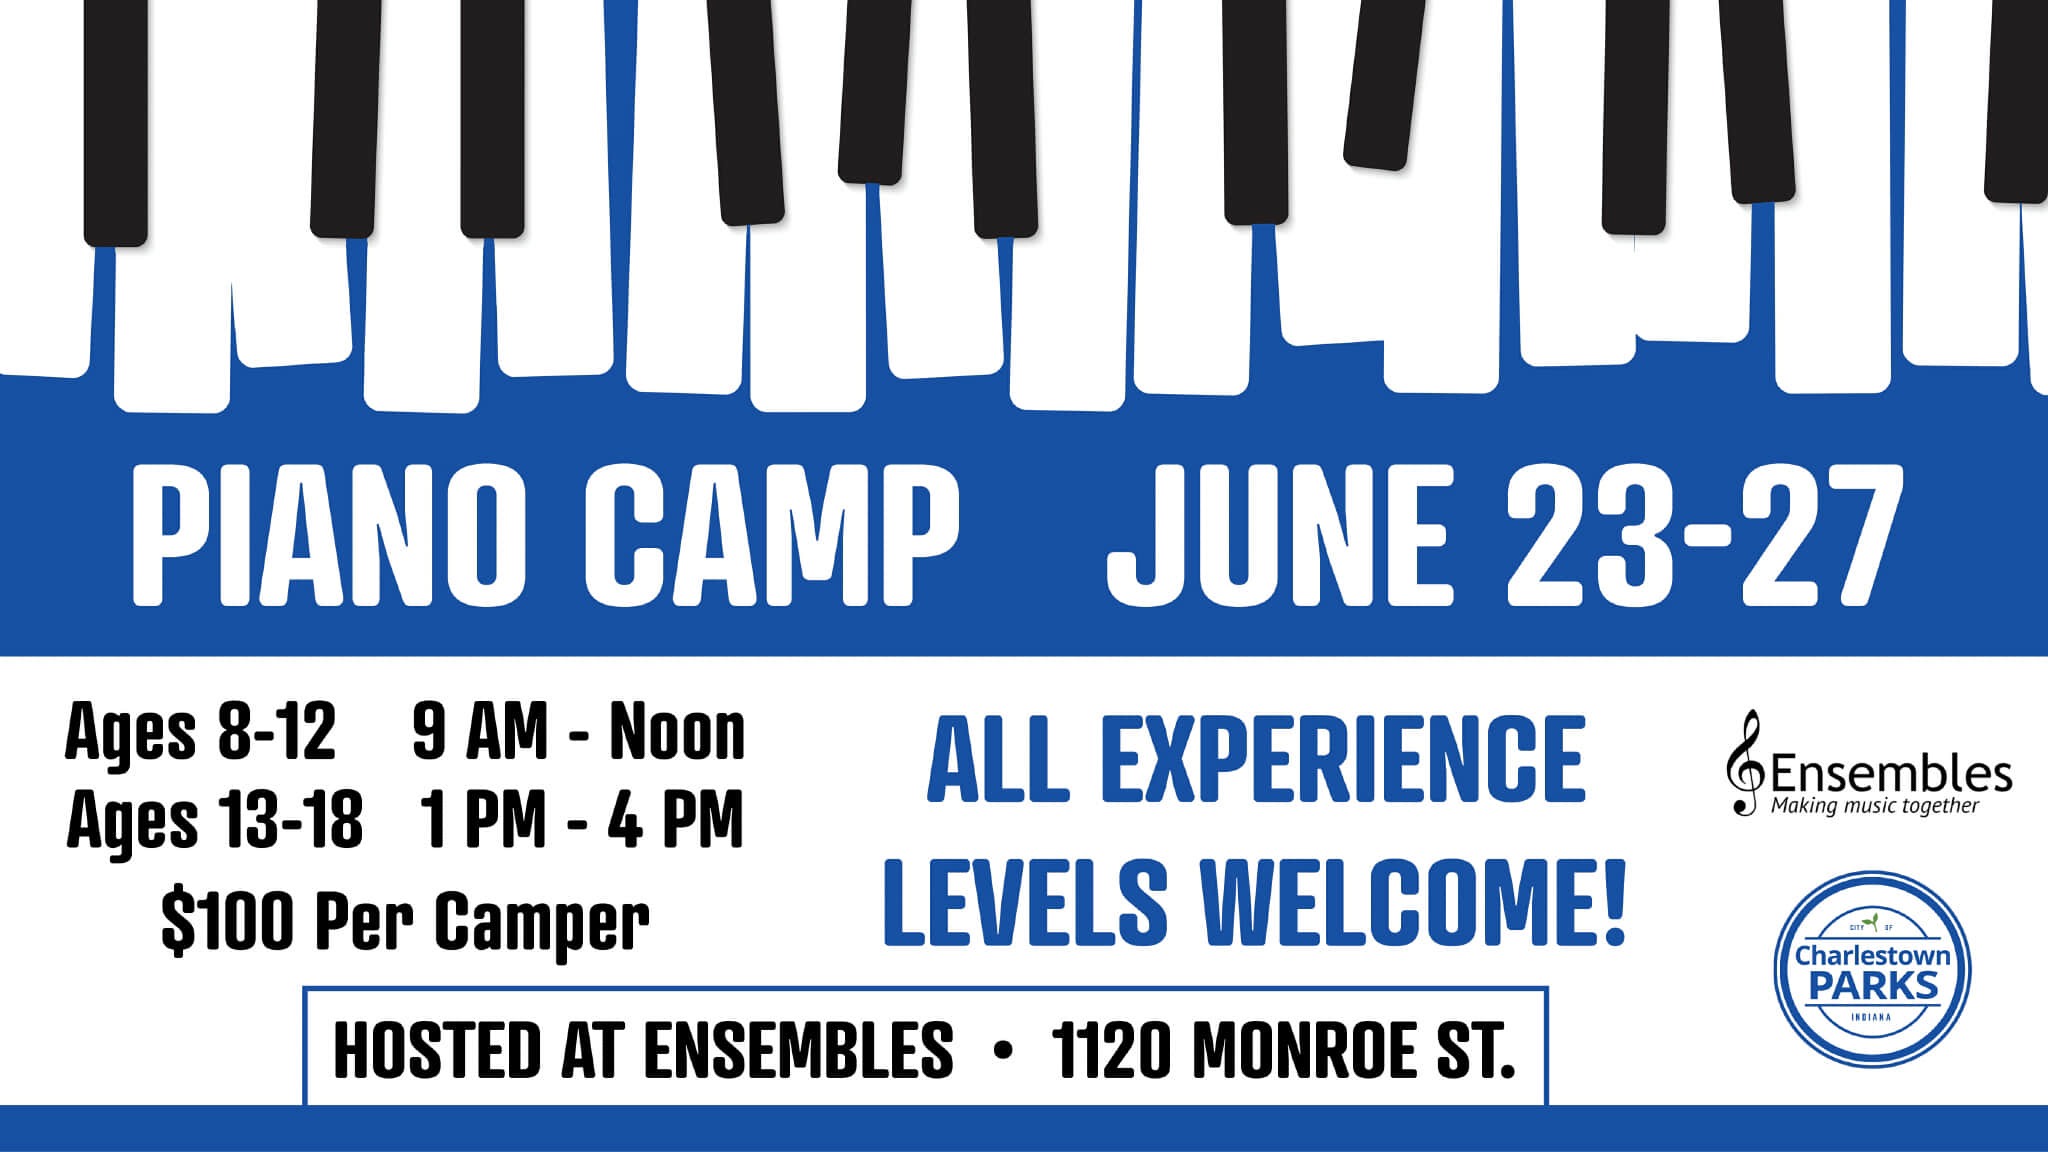 PIANO CAMP JUNE 23-27
Ages 8-12 9 AM - Noon
Ages 13-18 1 PM - 4 PM
$100 Per Camper
ALL EXPERIENCE
LEVELS WELCOME!
Ensembles
Making music together
CITY OF
Charlestown
PARKS
INDIANA
HOSTED AT ENSEMBLES • 1120 MONROE ST.